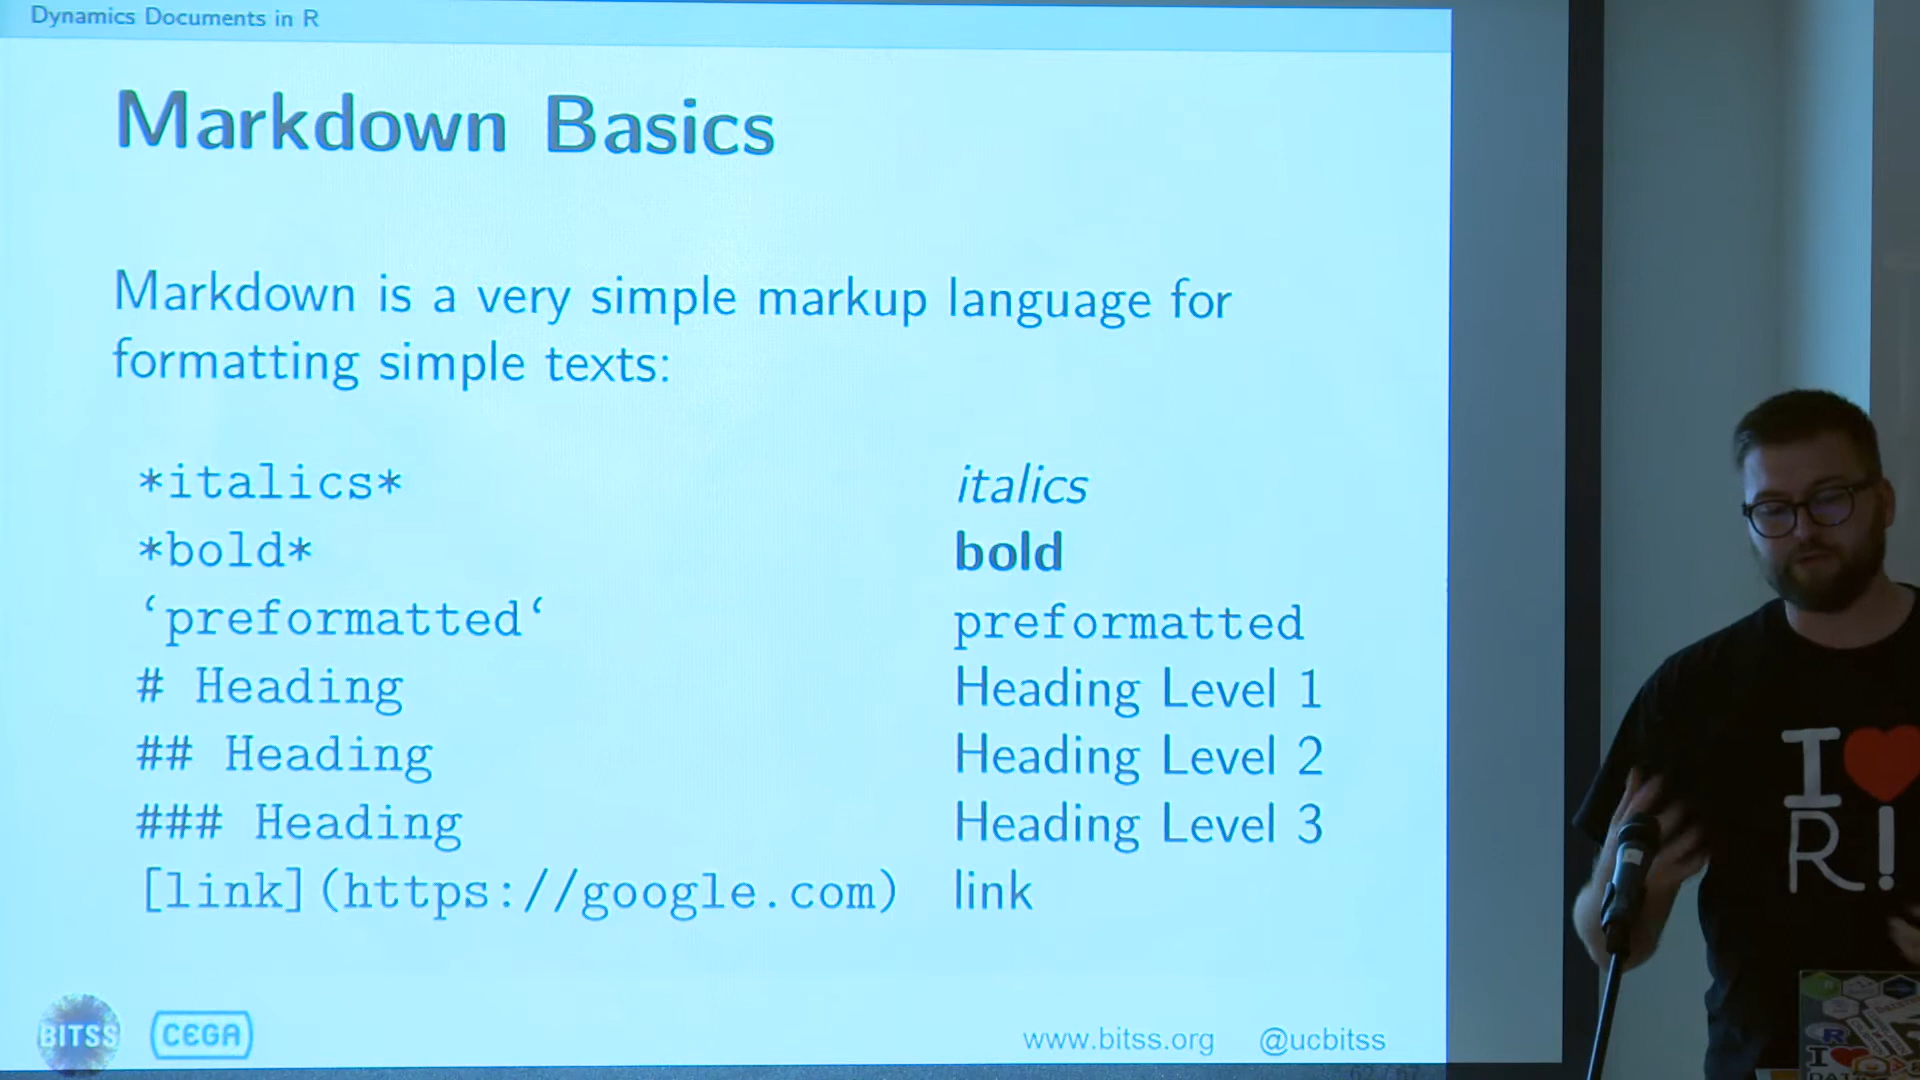 Dynamics Documents in R
Markdown Basics
Markdown is a very simple markup language for
formatting simple texts:
*italics* italics
*bold* bold
‘preformatted‘ preformatted
# Heading Heading Level 1
## Heading Heading Level 2
### Heading Heading Level 3
[link](https://google.com) link
BITSS CEGA www.bitss.org @ucbitss
I ♥
R!
R
I ♥